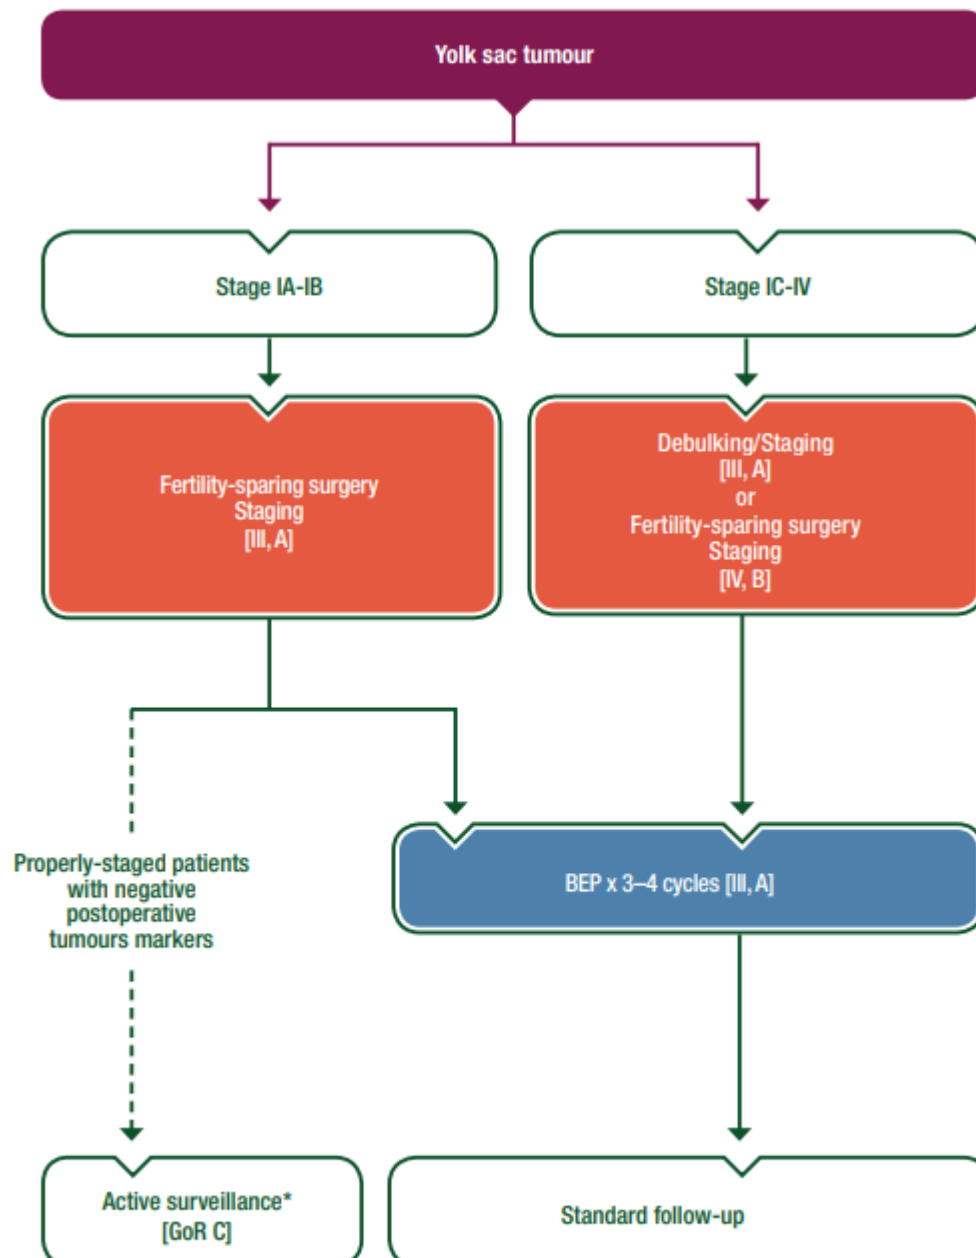 Yolk sac tumour
Stage IA-IB
Stage IC-IV
Fertility-sparing surgery
Staging
[III, A]
Debulking/Staging
[III, A]
or
Fertility-sparing surgery
Staging
[IV, B]
Properly-staged patients
with negative
postoperative
tumours markers
BEP x 3–4 cycles [III, A]
Active surveillance*
[GoR C]
Standard follow-up